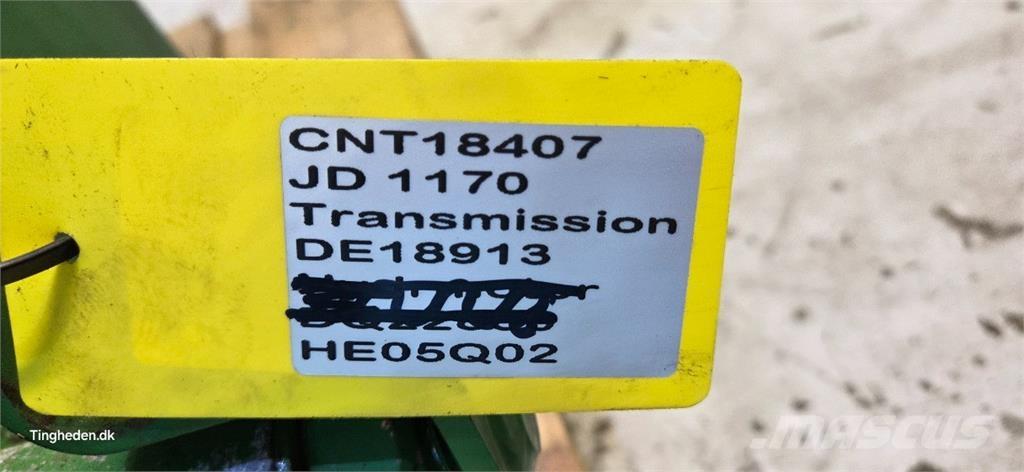 CNT18407
JD 1170
Transmission
DE18913
HE05Q02
Tingheden.dk
MASCUS